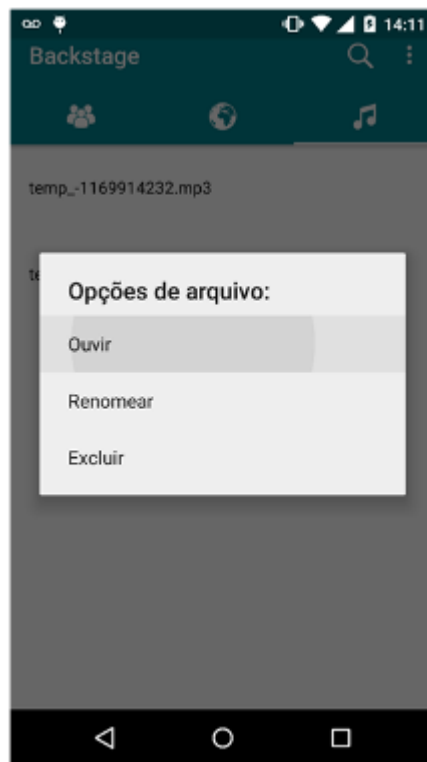 14:11
Backstage
temp_-1169914232.mp3
Opções de arquivo:
Ouvir
Renomear
Excluir